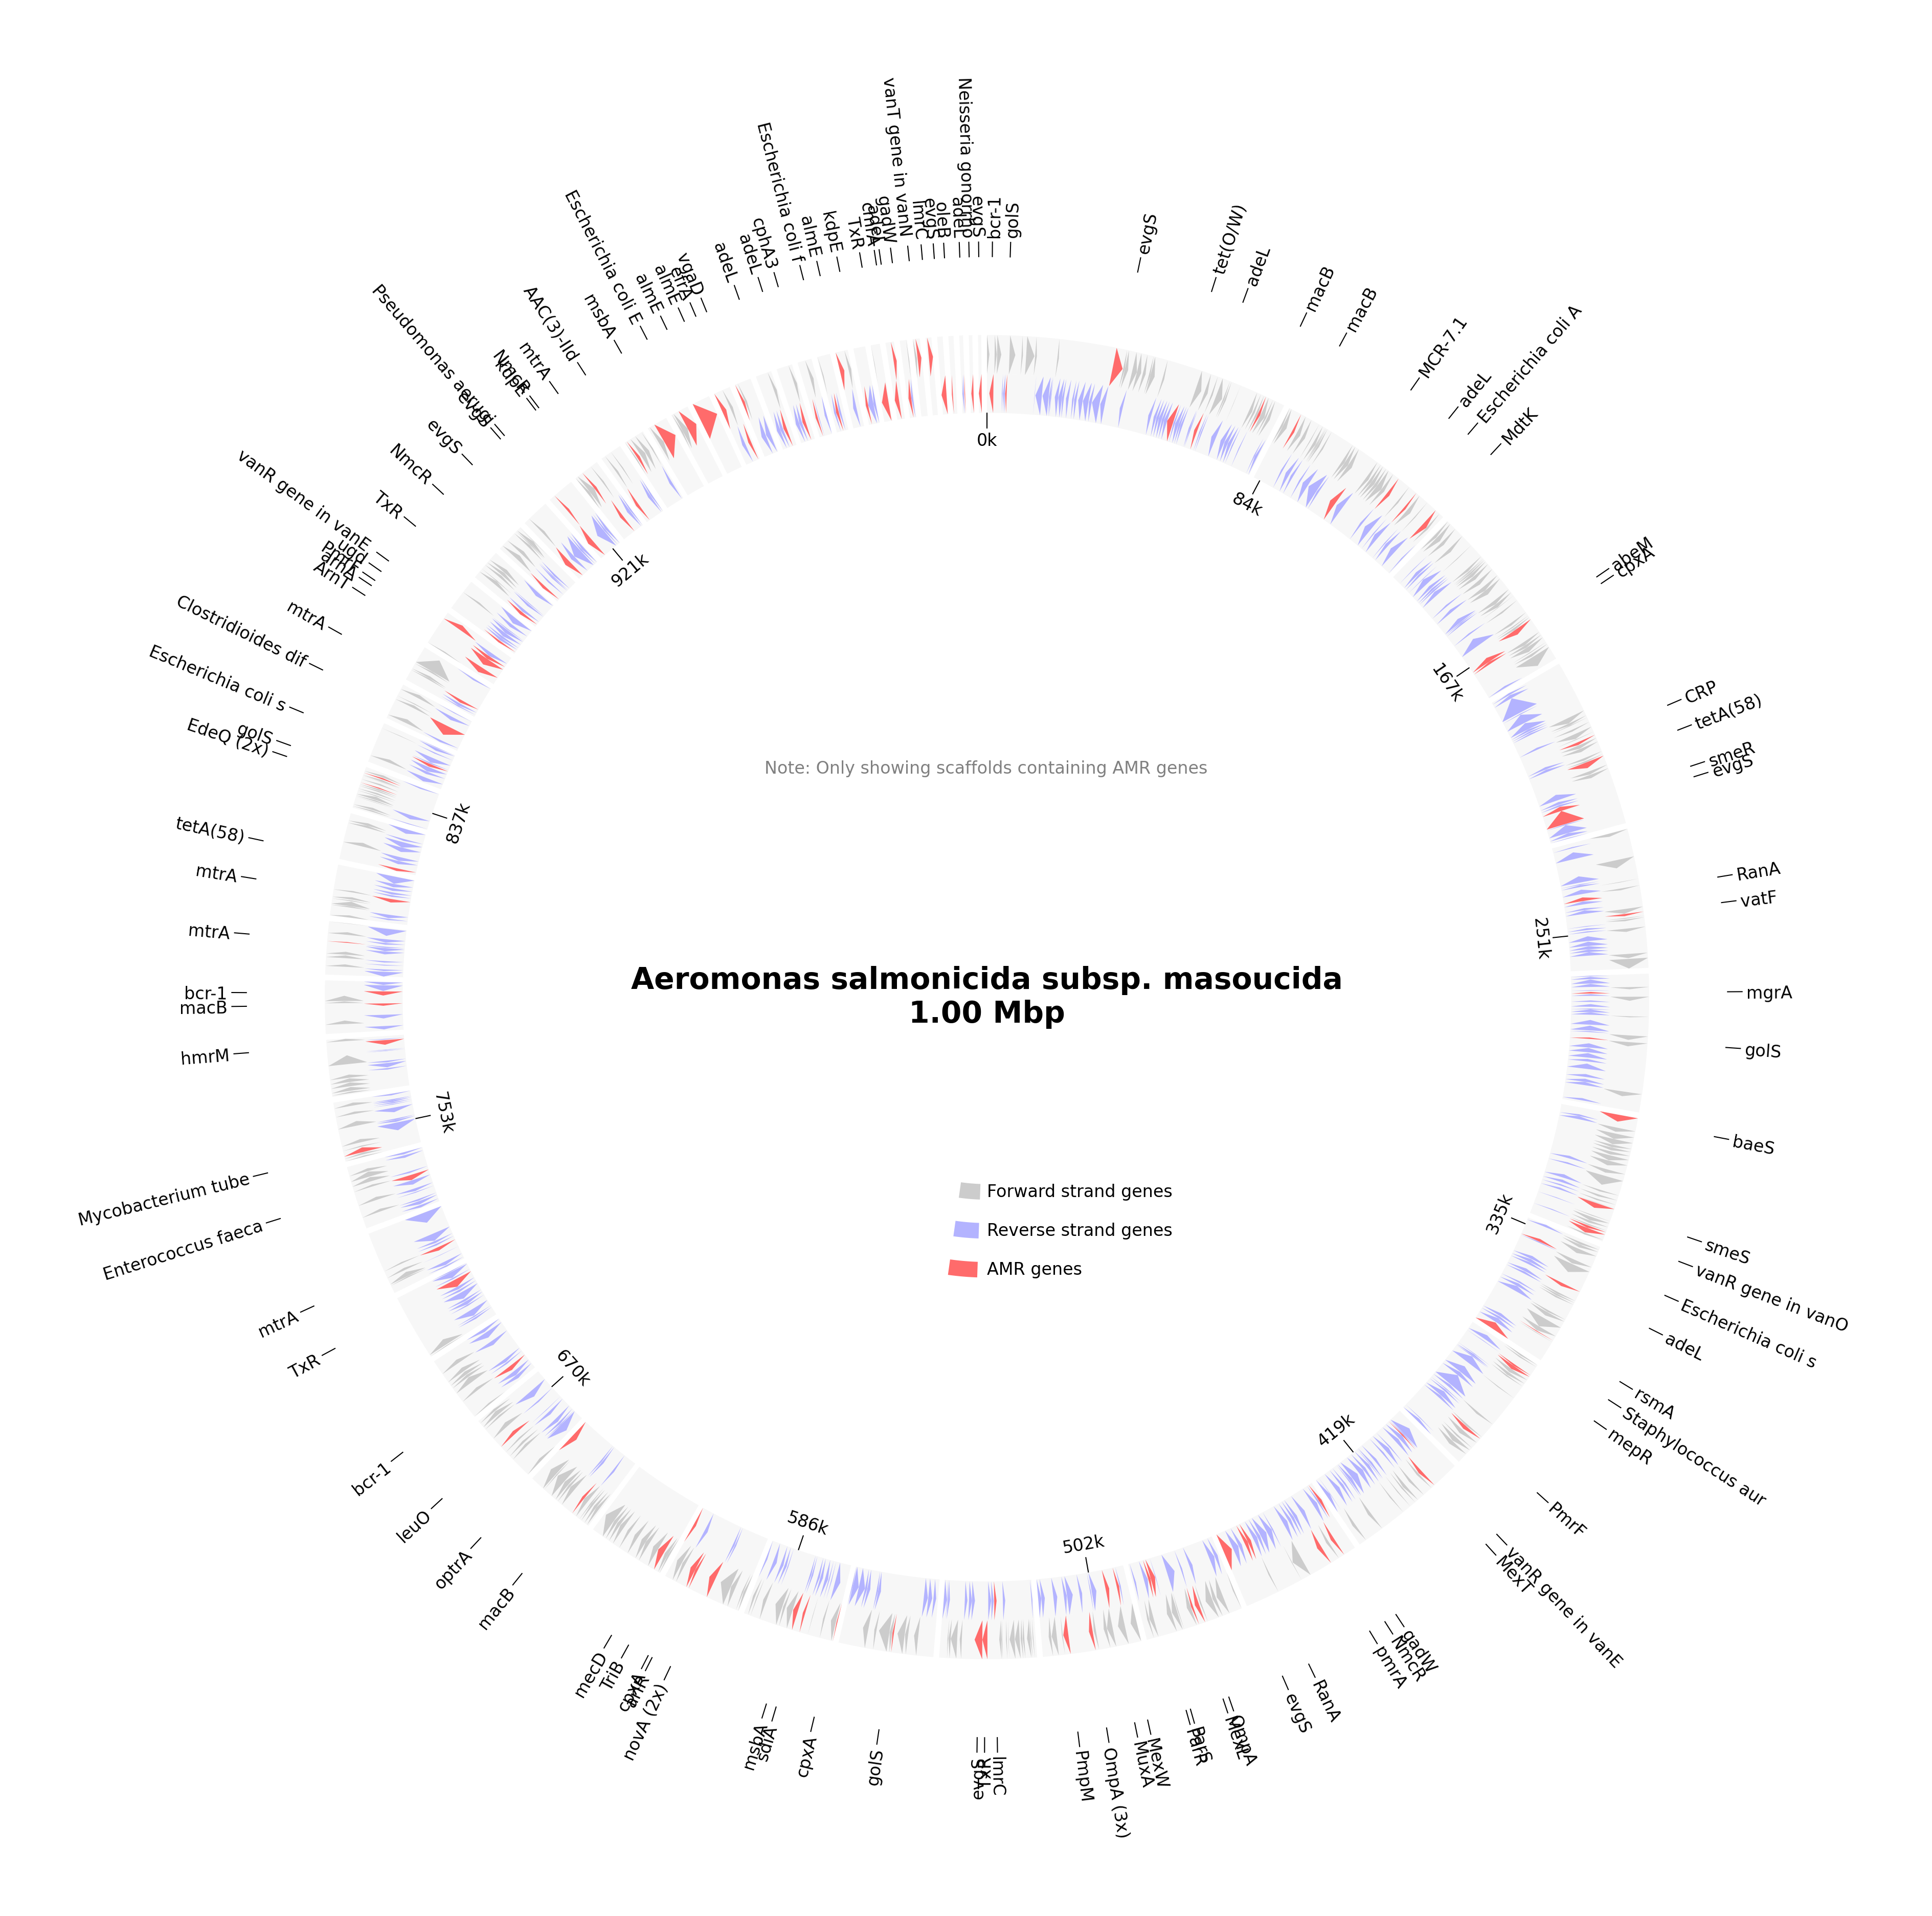 Aeromonas salmonicida subsp. masoucida
1.00 Mbp
Note: Only showing scaffolds containing AMR genes
Forward strand genes
Reverse strand genes
AMR genes
0k
84k
167k
251k
335k
419k
502k
586k
670k
753k
837k
921k
golS
evgS
tet(O/W)
adeL
macB
macB
MCR-7.1
adeL
Escherichia coli A
MdtK
abeM
cpxA
CRP
tetA(58)
smeR
evgS
RanA
vatF
mgrA
golS
baeS
smeS
vanR gene in vanO
Escherichia coli s
adeL
rsmA
Staphylococcus aur
mepR
PmrF
vanR gene in vanE
MexT
gadW
NmcR
pmrA
RanA
evgS
OmpA
MexL
ParS
ParR
MexW
MuxA
OmpA (3x)
PmpM
lmrC
TxR
evgS
golS
cpxA
sdiA
msbA
novA (2x)
cpxA
TriB
mecD
macB
optrA
leuO
bcr-1
TxR
mtrA
Enterococcus faeca
Mycobacterium tube
hmrM
macB
bcr-1
mtrA
mtrA
tetA(58)
EdeQ (2x)
golS
Escherichia coli s
Clostridioides dif
mtrA
ArnT
arnA
PmrF
ugd
vanR gene in vanE
TxR
NmcR
evgS
evgS
Pseudomonas aerugi
kdpE
NmcR
mtrA
AAC(3)-IId
msbA
Escherichia coli E
almE
almE
efrA
vgaD
adeL
adeL
cphA3
Escherichia coli f
almE
kdpE
TxR
cmrA
adeL
gadW
vanT gene in vanN
lmrC
evgS
oleB
adeL
Neisseria gono
evgS
bcr-1